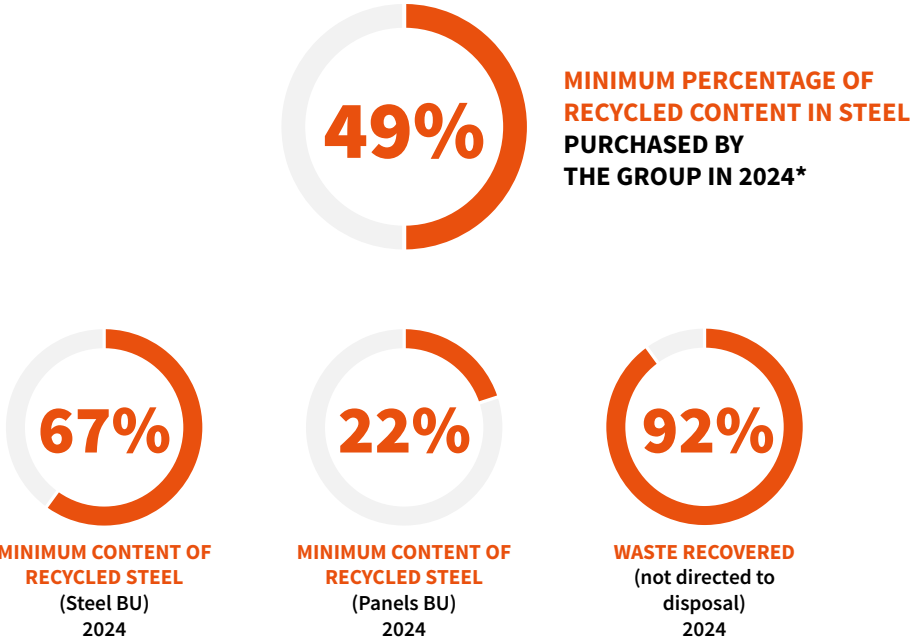 49%
MINIMUM PERCENTAGE OF
RECYCLED CONTENT IN STEEL
PURCHASED BY
THE GROUP IN 2024*
67%
MINIMUM CONTENT OF
RECYCLED STEEL
(Steel BU)
2024
22%
MINIMUM CONTENT OF
RECYCLED STEEL
(Panels BU)
2024
92%
WASTE RECOVERED
(not directed to
disposal)
2024